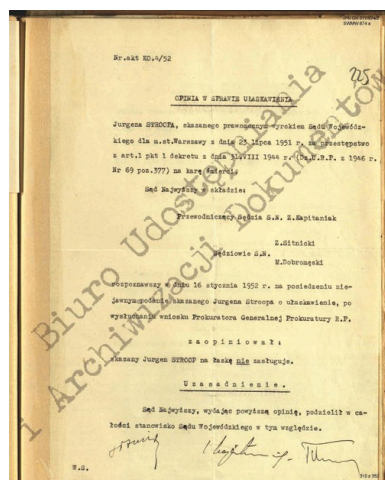 Nr.akt KO.4/52
225
OPINIA W SPRAWIE UŁASKAWIENIA
Jurgena STROOPA, skazanego prawomocnym wyrokiem Sądu Wojewódz-
kiego dla m.st.Warszawy z dnia 23 lipca 1951 r. za przestępstwo
z art.1 pkt 1 dekretu z dnia 31.VIII 1944 r. (Dz.U.R.P. z 1946 r.
Nr 69 poz.377) na karę śmierci.
Sąd Najwyższy w składzie:
Przewodniczący Sędzia S.N. Z.Kapitaniak
Z.Sitnicki
Sędziowie S.N.
M.Dobromęski
rozpoznawszy w dniu 16 stycznia 1952 r. na posiedzeniu nie-
jawnym podanie skazanego Jurgena Stroopa o ułaskawienie, po
wysłuchaniu wniosku Prokuratora Generalnej Prokuratury R.P.
z a o p i n i o w a ł :
skazany Jurgen STROOP na łaskę nie zasługuje.
U z a s a d n i e n i e .
Sąd Najwyższy, wydając powyższą opinię, podzielił w ca-
łości stanowisko Sądu Wojewódzkiego w tym względzie.
W.S.
Biuro Udostępniania
i Archiwizacji Dokumentów